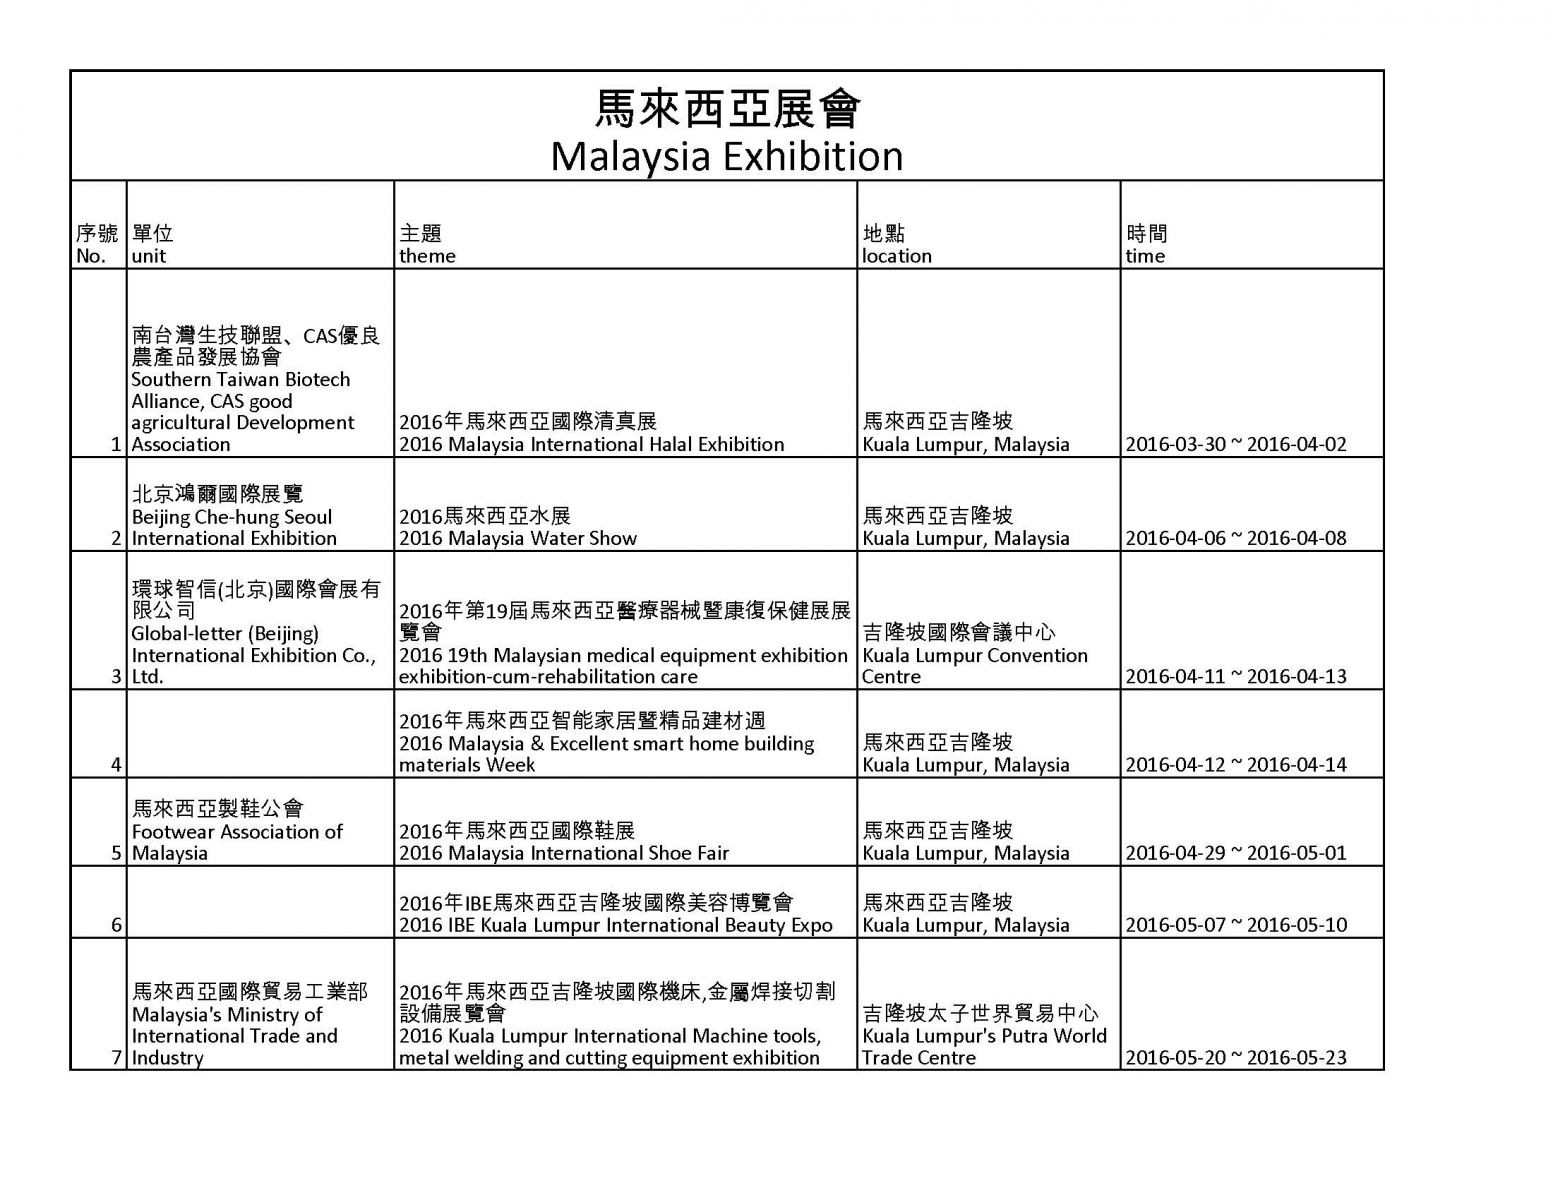 馬來西亞展會
Malaysia Exhibition
序號
No.
單位
unit
主題
theme
地點
location
時間
time
1
南台灣生技聯盟、CAS優良
農產品發展協會
Southern Taiwan Biotech
Alliance, CAS good
agricultural Development
Association
2016年馬來西亞國際清真展
2016 Malaysia International Halal Exhibition
馬來西亞吉隆坡
Kuala Lumpur, Malaysia
2016-03-30 ~ 2016-04-02
2
北京鴻爾國際展覽
Beijing Che-hung Seoul
International Exhibition
2016馬來西亞水展
2016 Malaysia Water Show
馬來西亞吉隆坡
Kuala Lumpur, Malaysia
2016-04-06 ~ 2016-04-08
3
環球智信(北京)國際會展有
限公司
Global-letter (Beijing)
International Exhibition Co.,
Ltd.
2016年第19屆馬來西亞醫療器械暨康復保健展展
覽會
2016 19th Malaysian medical equipment exhibition
exhibition-cum-rehabilitation care
吉隆坡國際會議中心
Kuala Lumpur Convention
Centre
2016-04-11 ~ 2016-04-13
4
2016年馬來西亞智能家居暨精品建材週
2016 Malaysia & Excellent smart home building
materials Week
馬來西亞吉隆坡
Kuala Lumpur, Malaysia
2016-04-12 ~ 2016-04-14
5
馬來西亞製鞋公會
Footwear Association of
Malaysia
2016年馬來西亞國際鞋展
2016 Malaysia International Shoe Fair
馬來西亞吉隆坡
Kuala Lumpur, Malaysia
2016-04-29 ~ 2016-05-01
6
2016年IBE馬來西亞吉隆坡國際美容博覽會
2016 IBE Kuala Lumpur International Beauty Expo
馬來西亞吉隆坡
Kuala Lumpur, Malaysia
2016-05-07 ~ 2016-05-10
7
馬來西亞國際貿易工業部
Malaysia's Ministry of
International Trade and
Industry
2016年馬來西亞吉隆坡國際機床,金屬焊接切割
設備展覽會
2016 Kuala Lumpur International Machine tools,
metal welding and cutting equipment exhibition
吉隆坡太子世界貿易中心
Kuala Lumpur's Putra World
Trade Centre
2016-05-20 ~ 2016-05-23